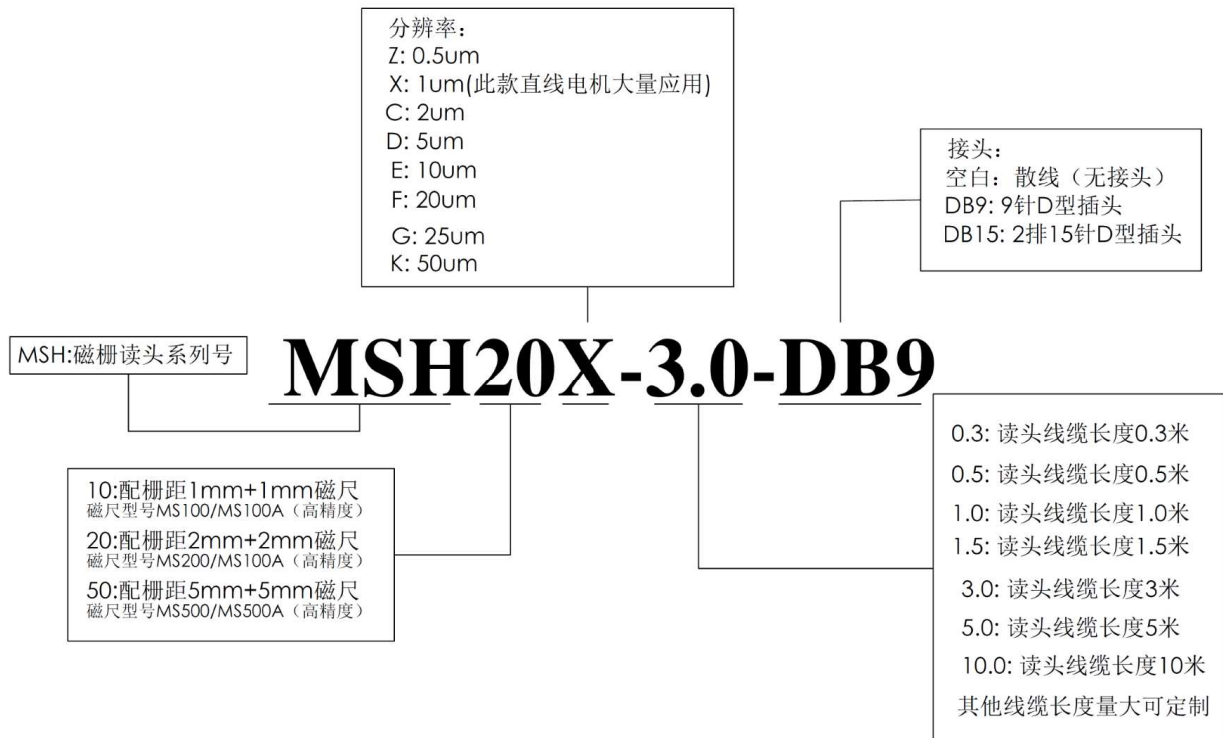 分辨率：
Z: 0.5um
X: 1um(此款直线电机大量应用)
C: 2um
D: 5um
E: 10um
F: 20um
G: 25um
K: 50um
接头：
空白：散线（无接头）
DB9: 9针D型插头
DB15: 2排15针D型插头
MSH:磁栅读头系列号
MSH20X-3.0-DB9
10:配栅距1mm+1mm磁尺
磁尺型号MS100/MS100A（高精度）
20:配栅距2mm+2mm磁尺
磁尺型号MS200/MS100A（高精度）
50:配栅距5mm+5mm磁尺
磁尺型号MS500/MS500A（高精度）
0.3: 读头线缆长度0.3米
0.5: 读头线缆长度0.5米
1.0: 读头线缆长度1.0米
1.5: 读头线缆长度1.5米
3.0: 读头线缆长度3米
5.0: 读头线缆长度5米
10.0: 读头线缆长度10米
其他线缆长度量大可定制